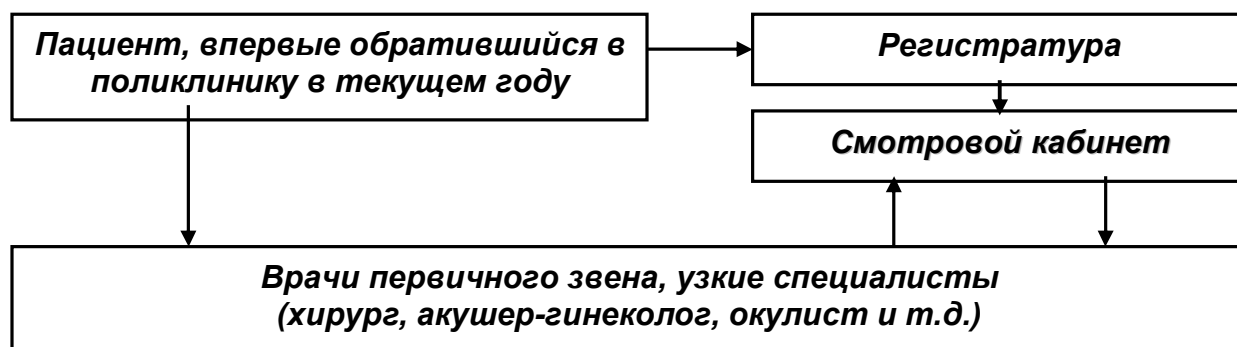 Пациент, впервые обратившийся в
поликлинику в текущем году
Регистратура
Смотровой кабинет
Врачи первичного звена, узкие специалисты
(хирург, акушер-гинеколог, окулист и т.д.)